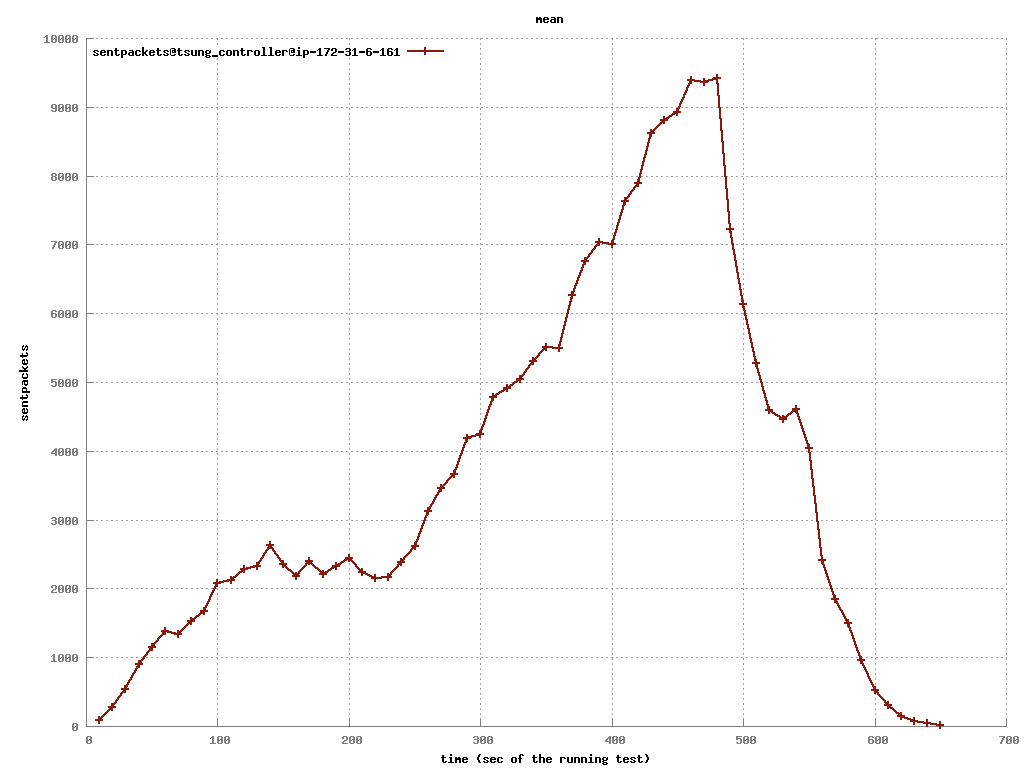 mean
sentpackets@tsung_controller@ip-172-31-6-161
10000
9000
8000
7000
6000
5000
4000
3000
2000
1000
0
sentpackets
0 100 200 300 400 500 600 700
time (sec of the running test)